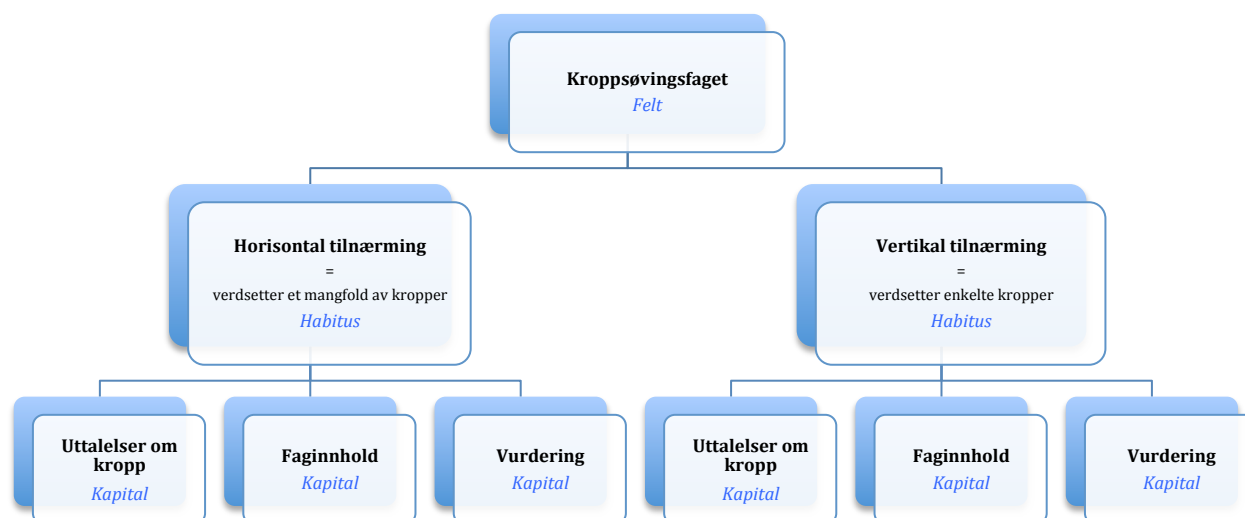 Kroppsøvingsfaget
Felt
Horisontal tilnærming
=
verdsetter et mangfold av kropper
Habitus
Vertikal tilnærming
=
verdsetter enkelte kropper
Habitus
Uttalelser om
kropp
Kapital
Faginnhold
Kapital
Vurdering
Kapital
Uttalelser om
kropp
Kapital
Faginnhold
Kapital
Vurdering
Kapital